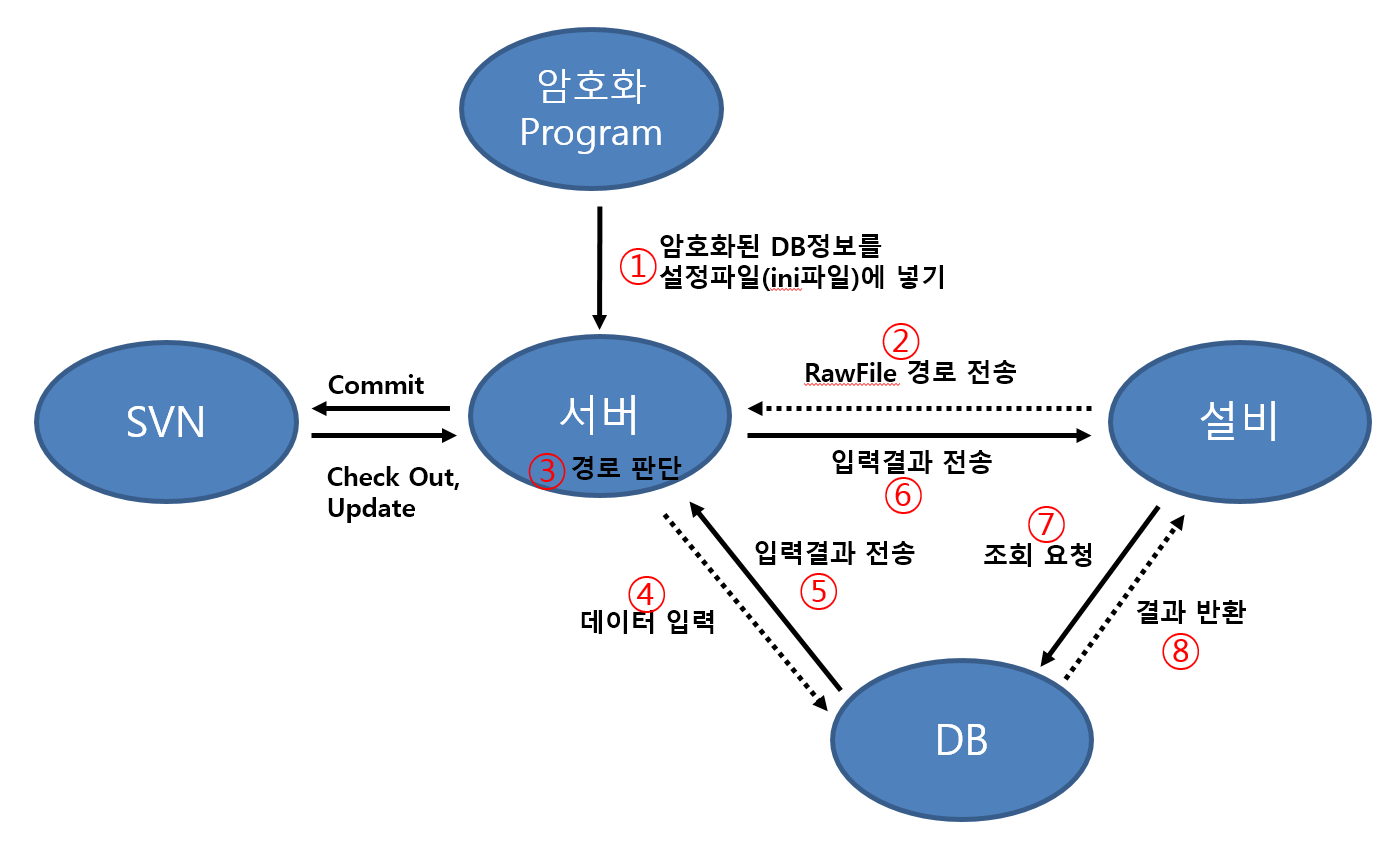 암호화
Program
① 암호화된 DB정보를
설정파일(ini파일)에 넣기
②
RawFile 경로 전송
Commit
SVN
서버
설비
③ 경로 판단
입력결과 전송
⑥
Check Out,
Update
⑦
조회 요청
입력결과 전송
⑤
④
데이터 입력
결과 반환
⑧
DB